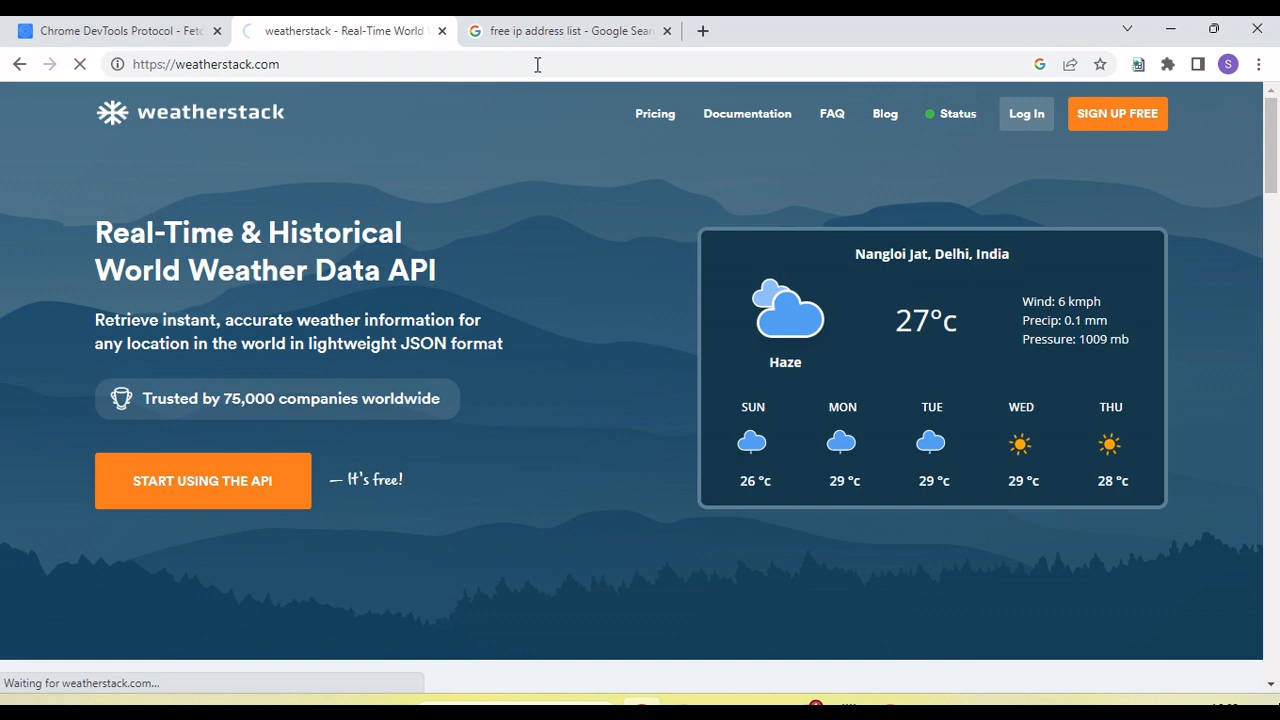 Chrome DevTools Protocol - Fetc
weatherstack - Real-Time World
free ip address list - Google Sear
https://weatherstack.com
S
weatherstack
Pricing
Documentation
FAQ
Blog
Status
Log In
SIGN UP FREE
Real-Time & Historical
World Weather Data API
Retrieve instant, accurate weather information for
any location in the world in lightweight JSON format
Trusted by 75,000 companies worldwide
START USING THE API
— It's free!
Nangloi Jat, Delhi, India
Haze
27°c
Wind: 6 kmph
Precip: 0.1 mm
Pressure: 1009 mb
SUN MON TUE WED THU
26 °c 29 °c 29 °c 29 °c 28 °c
Waiting for weatherstack.com...